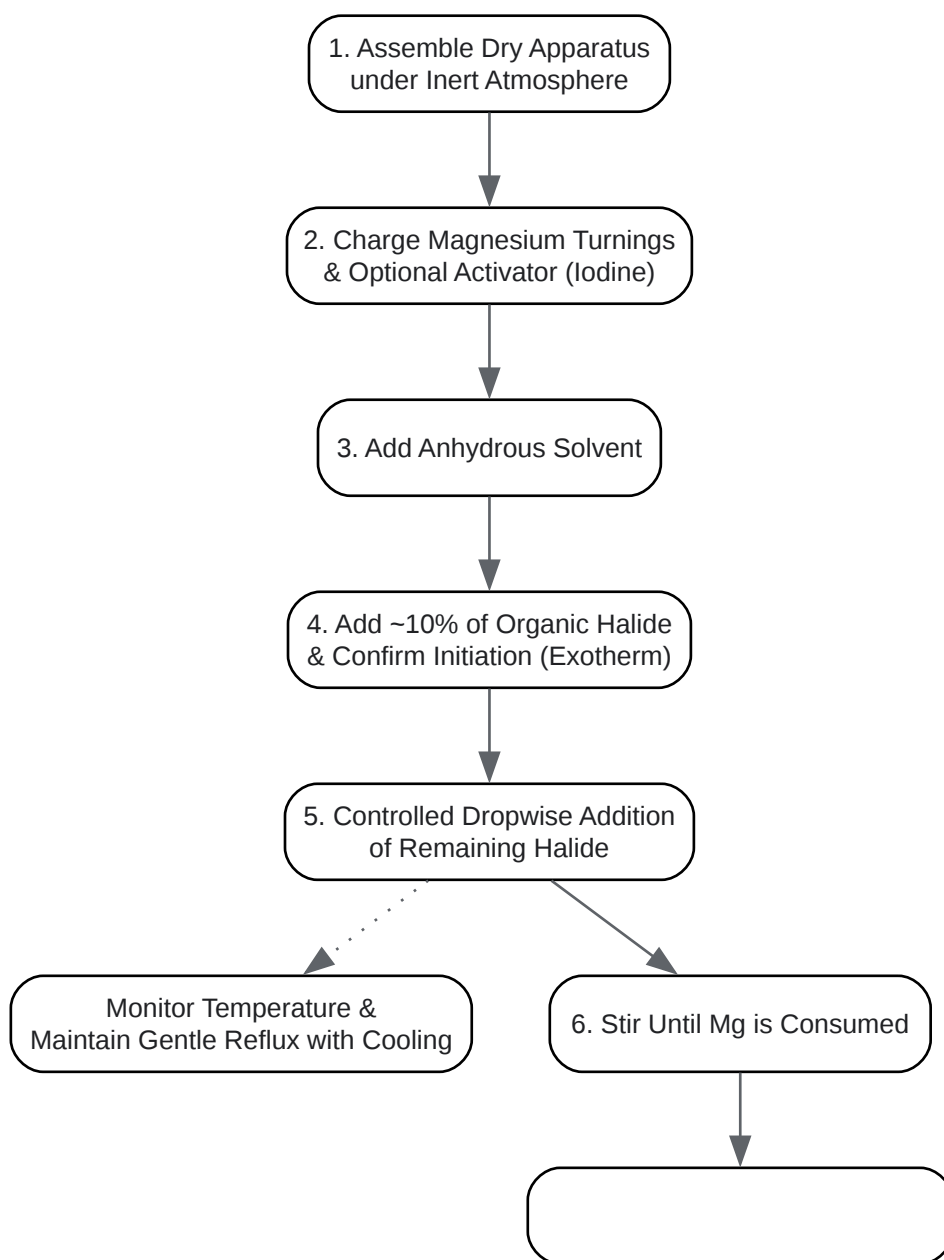 1. Assemble Dry Apparatus
under Inert Atmosphere
2. Charge Magnesium Turnings
& Optional Activator (Iodine)
3. Add Anhydrous Solvent
4. Add ~10% of Organic Halide
& Confirm Initiation (Exotherm)
5. Controlled Dropwise Addition
of Remaining Halide
Monitor Temperature &
Maintain Gentle Reflux with Cooling
6. Stir Until Mg is Consumed